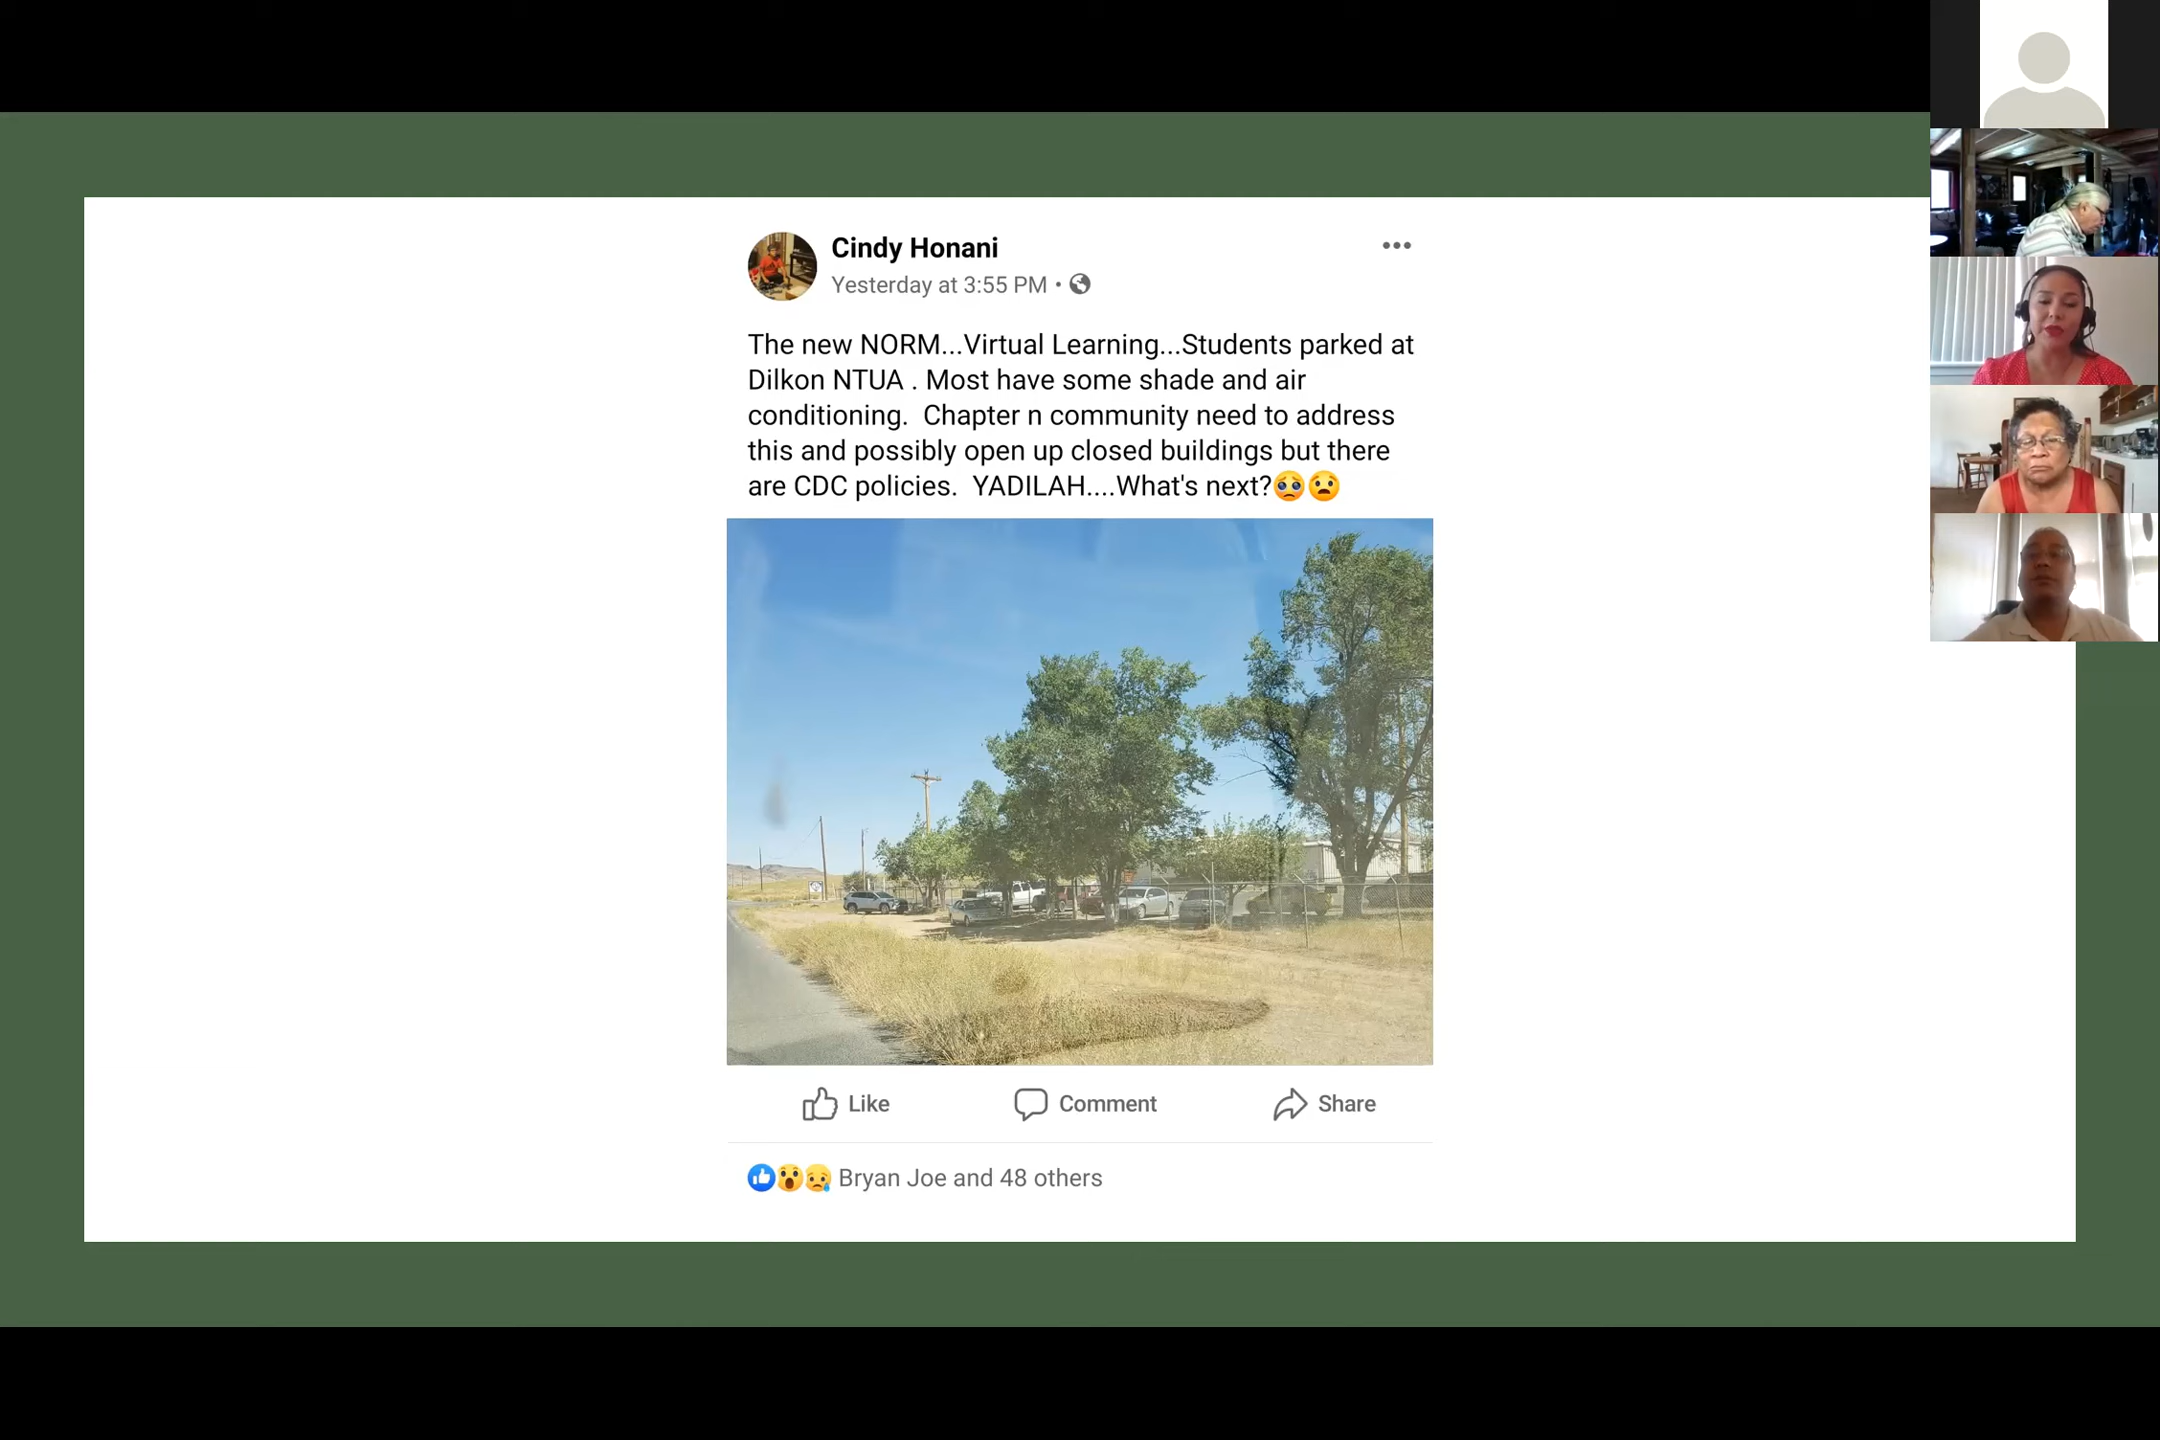 Cindy Honani
Yesterday at 3:55 PM •
The new NORM...Virtual Learning...Students parked at
Dilkon NTUA . Most have some shade and air
conditioning.  Chapter n community need to address
this and possibly open up closed buildings but there
are CDC policies.  YADILAH....What's next?🥺😧
Like
Comment
Share
Bryan Joe and 48 others